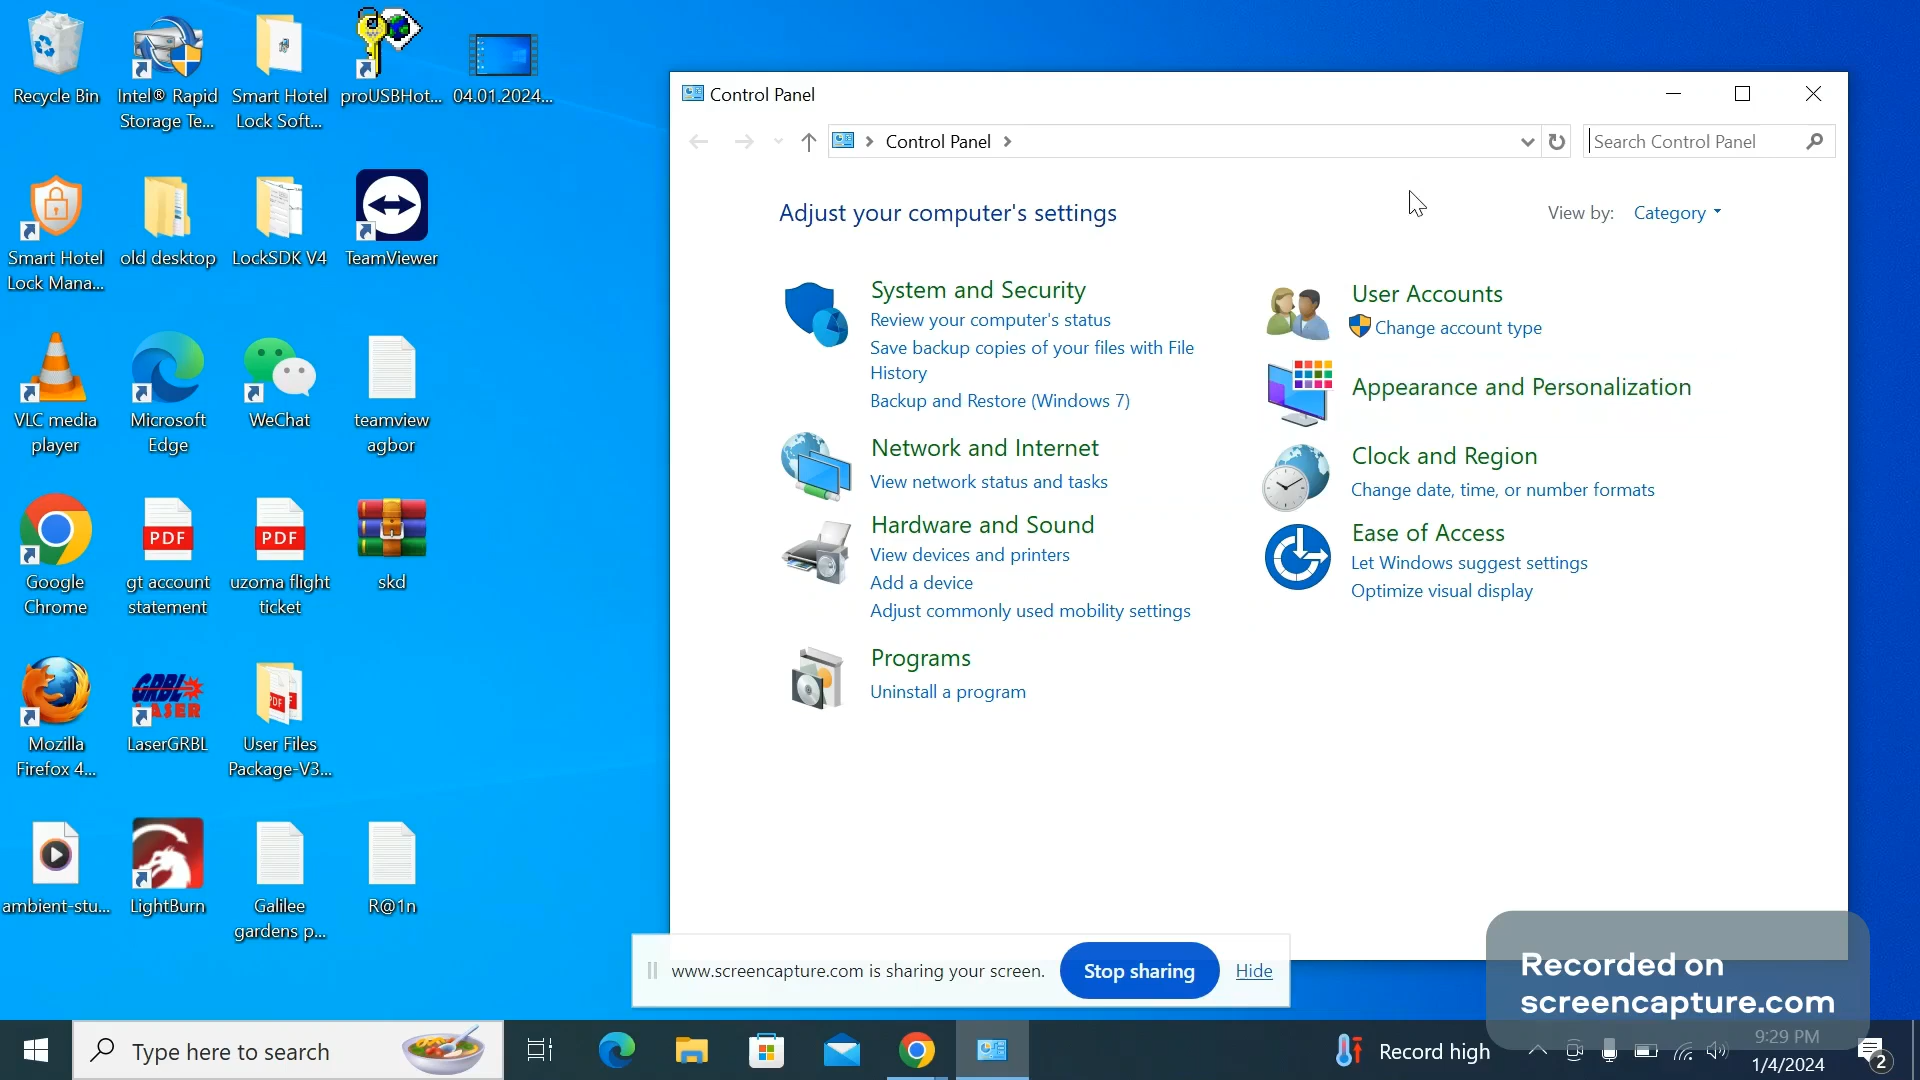 Recycle Bin
Intel® Rapid
Storage Te...
Smart Hotel
Lock Soft...
proUSBHot...
04.01.2024...
Smart Hotel
Lock Mana...
old desktop
LockSDK V4
TeamViewer
VLC media
player
Microsoft
Edge
WeChat
teamview
agbor
Google
Chrome
PDF
gt account
statement
PDF
uzoma flight
ticket
skd
Mozilla
Firefox 4...
GRBL
LASER
LaserGRBL
PDF
User Files
Package-V3...
ambient-stu...
LightBurn
Galilee
gardens p...
R@1n
Control Panel
Control Panel
Search Control Panel
Adjust your computer's settings
View by:
Category
System and Security
Review your computer's status
Save backup copies of your files with File
History
Backup and Restore (Windows 7)
Network and Internet
View network status and tasks
Hardware and Sound
View devices and printers
Add a device
Adjust commonly used mobility settings
Programs
Uninstall a program
User Accounts
Change account type
Appearance and Personalization
Clock and Region
Change date, time, or number formats
Ease of Access
Let Windows suggest settings
Optimize visual display
www.screencapture.com is sharing your screen.
Stop sharing
Hide
Recorded on
screencapture.com
Type here to search
Record high
9:29 PM
1/4/2024
2